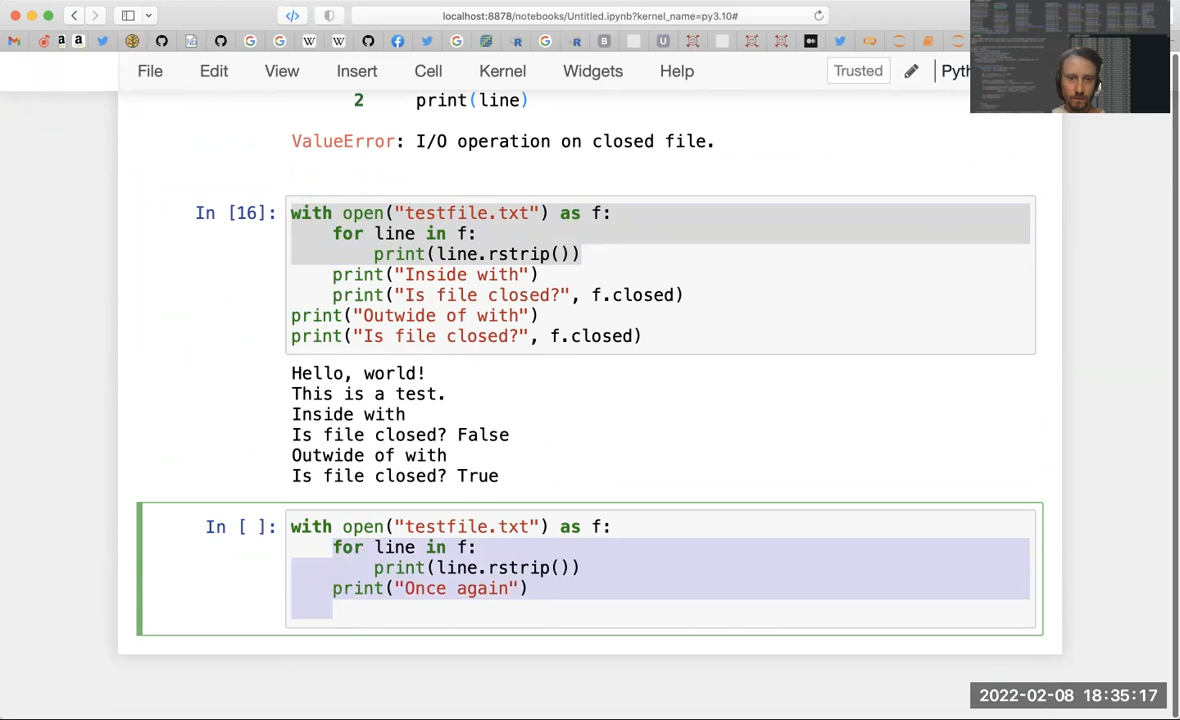 localhost:8878/notebooks/Untitled.ipynb?kernel_name=py3.10#
File Edit View Insert Cell Kernel Widgets Help Trusted Pyth
2 print(line)
ValueError: I/O operation on closed file.
In [16]: with open("testfile.txt") as f:
for line in f:
print(line.rstrip())
print("Inside with")
print("Is file closed?", f.closed)
print("Outwide of with")
print("Is file closed?", f.closed)
Hello, world!
This is a test.
Inside with
Is file closed? False
Outwide of with
Is file closed? True
In [ ]: with open("testfile.txt") as f:
for line in f:
print(line.rstrip())
print("Once again")
2022-02-08 18:35:17